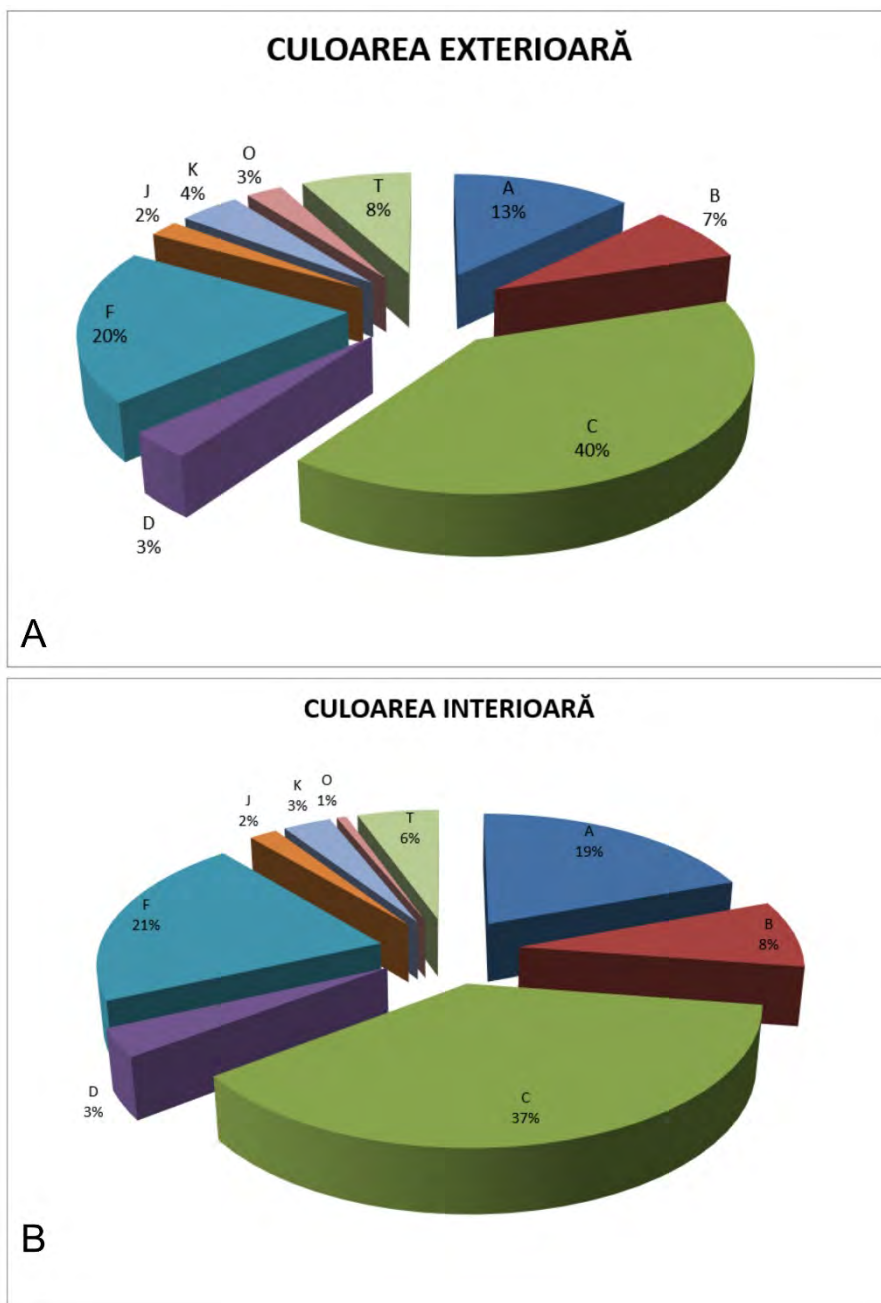 CULOAREA EXTERIOARĂ
A
13%
B
7%
C
40%
D
3%
F
20%
J
2%
K
4%
O
3%
T
8%
A
CULOAREA INTERIOARĂ
A
19%
B
8%
C
37%
D
3%
F
21%
J
2%
K
3%
O
1%
T
6%
B